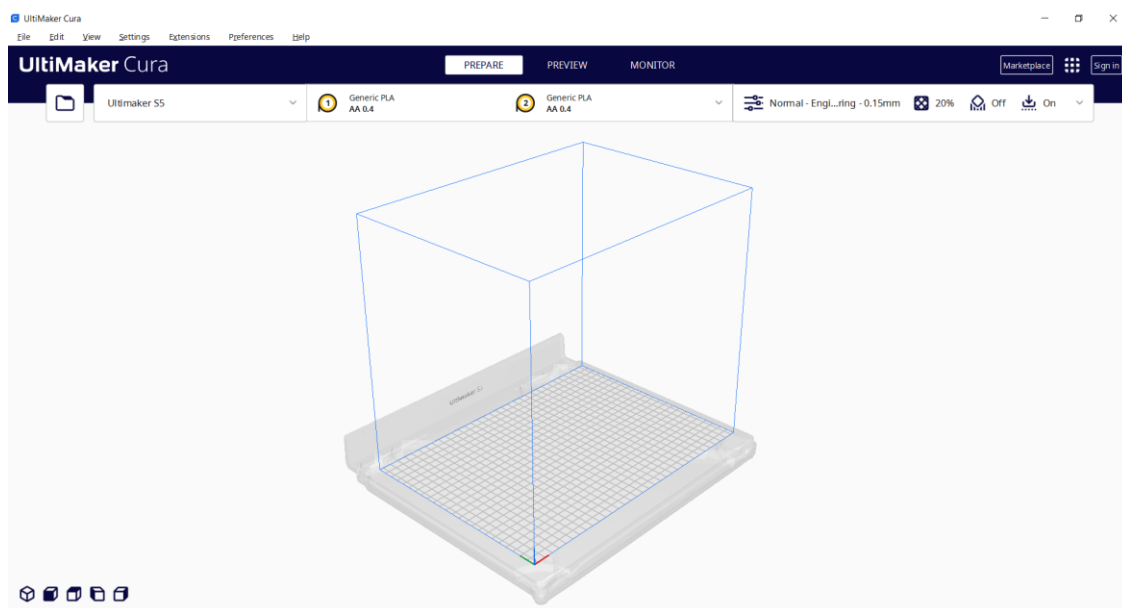 UltiMaker Cura
File Edit View Settings Extensions Preferences Help
UltiMaker Cura PREPARE PREVIEW MONITOR Marketplace Sign in
Ultimaker S5 1 Generic PLA AA 0.4 2 Generic PLA AA 0.4 Normal - Engi...ring - 0.15mm 20% Off On
Ultimaker S5